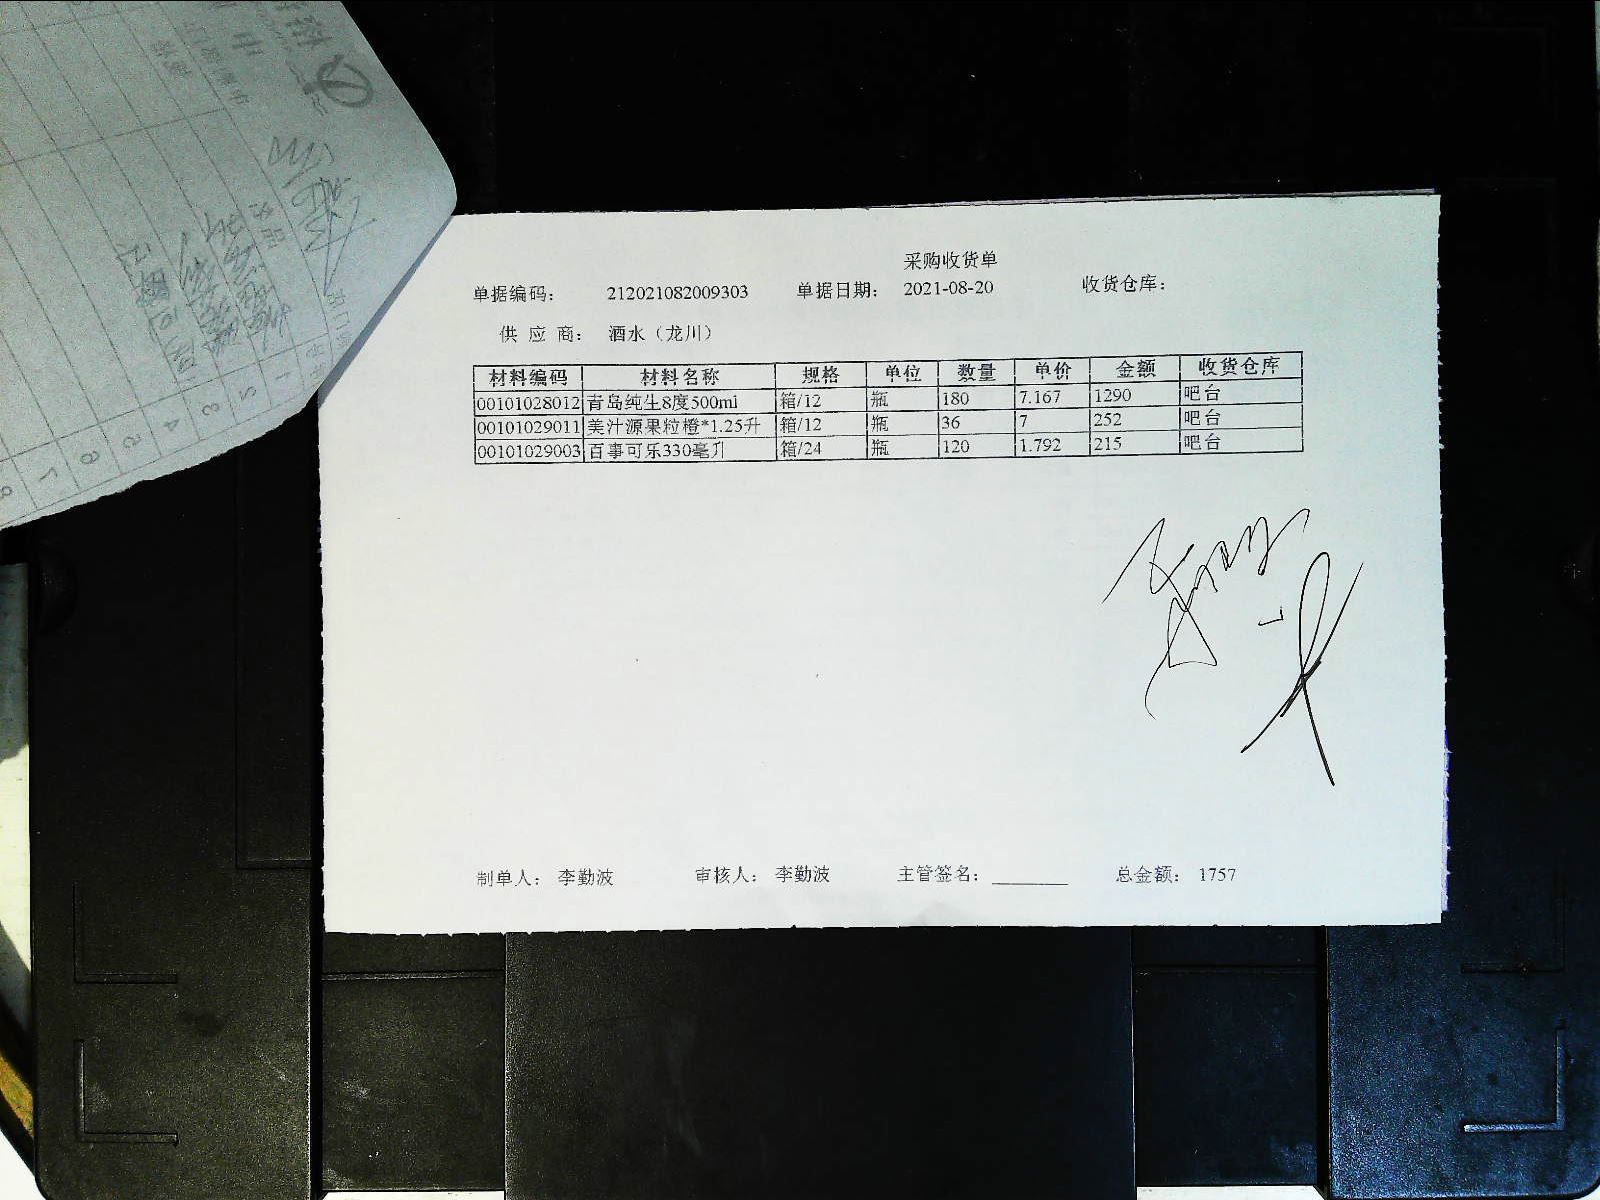 采购收货单
单据编码： 212021082009303 单据日期： 2021-08-20 收货仓库：
供 应 商： 酒水（龙川）
材料编码 材料名称 规格 单位 数量 单价 金额 收货仓库
00101028012 青岛纯生8度500ml 箱/12 瓶 180 7.167 1290 吧台
00101029011 美汁源果粒橙*1.25升 箱/12 瓶 36 7 252 吧台
00101029003 百事可乐330毫升 箱/24 瓶 120 1.792 215 吧台
制单人： 李勤波 审核人： 李勤波 主管签名： 总金额： 1757